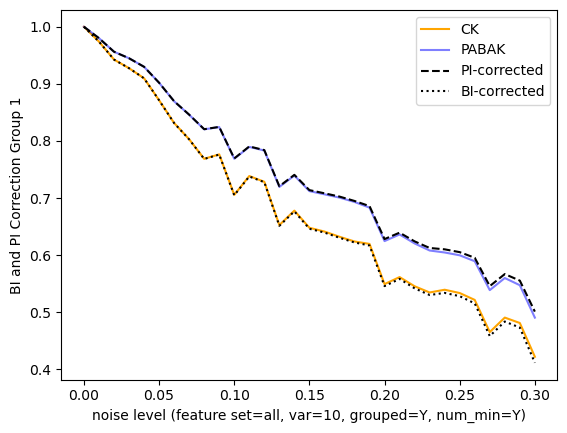 1.0
0.9
0.8
0.7
0.6
0.5
0.4
BI and PI Correction Group 1
CK
PABAK
PI-corrected
BI-corrected
0.00 0.05 0.10 0.15 0.20 0.25 0.30
noise level (feature set=all, var=10, grouped=Y, num_min=Y)